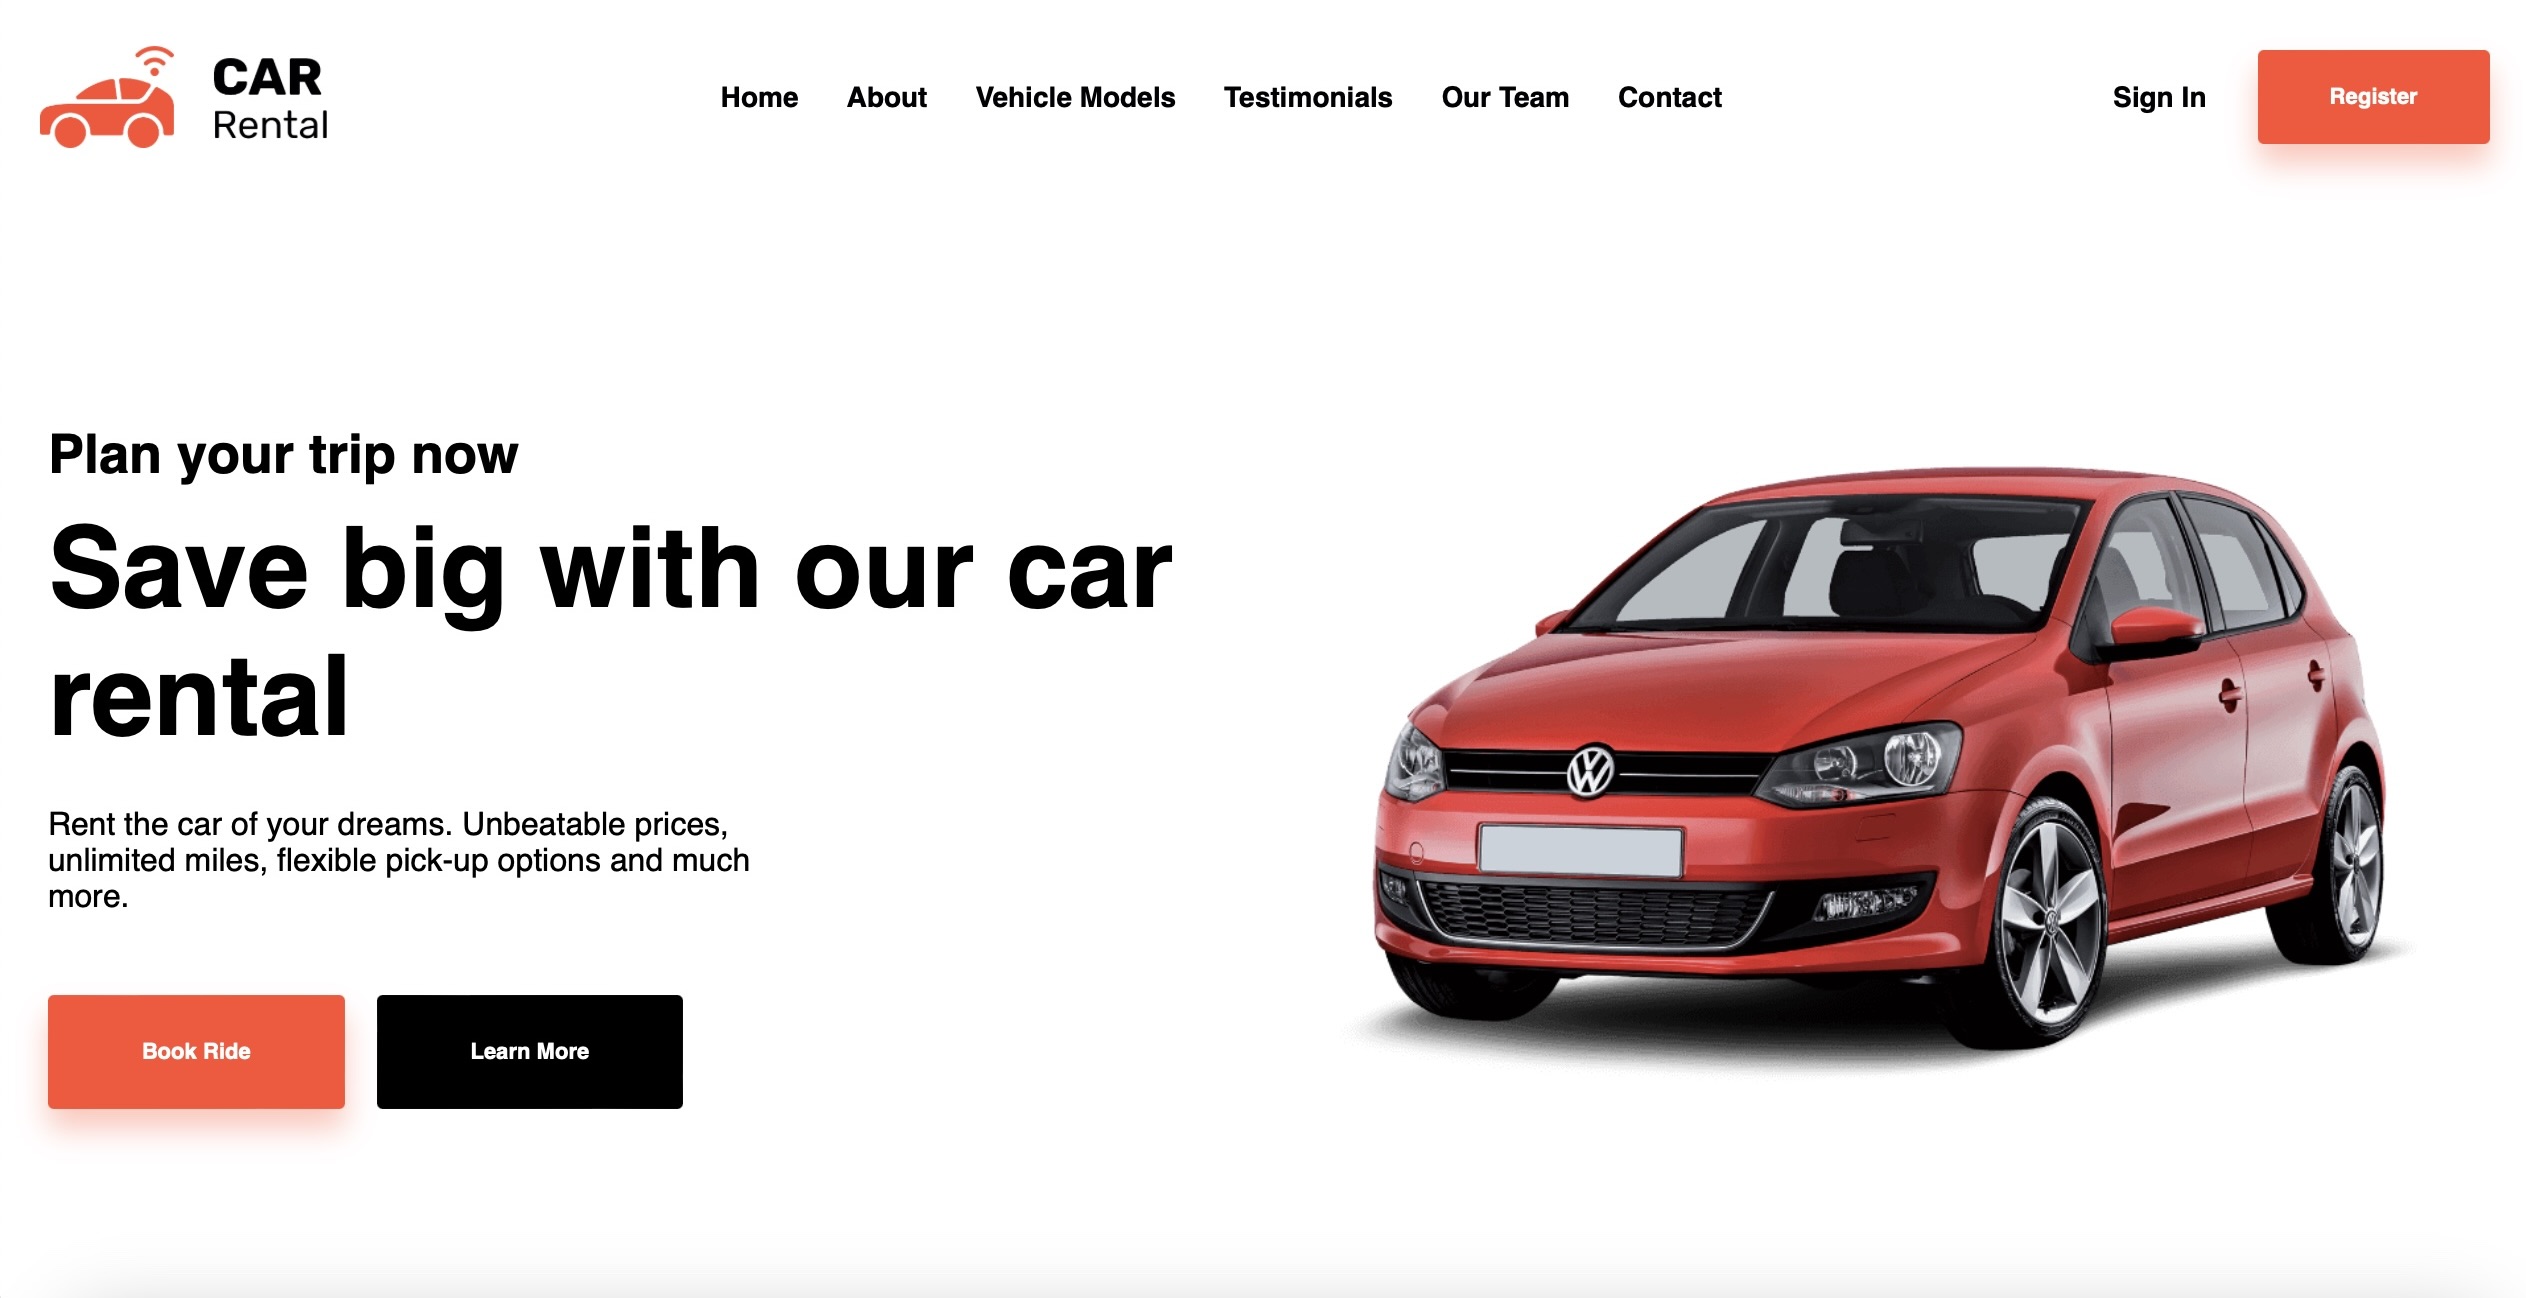 CAR
Rental
Home
About
Vehicle Models
Testimonials
Our Team
Contact
Sign In
Register
Plan your trip now
Save big with our car
rental
Rent the car of your dreams. Unbeatable prices,
unlimited miles, flexible pick-up options and much
more.
Book Ride
Learn More